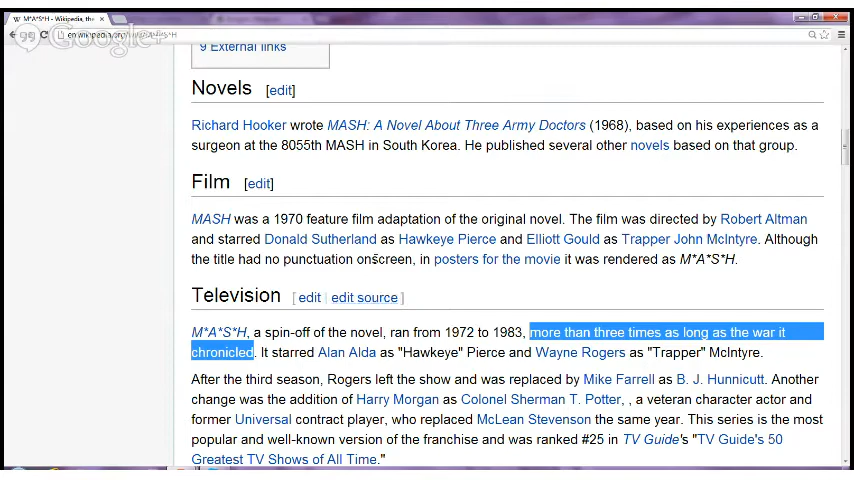 M*A*S*H - Wikipedia, the
Google+
en.wikipedia.org
9 External links
Novels [edit]
Richard Hooker wrote MASH: A Novel About Three Army Doctors (1968), based on his experiences as a
surgeon at the 8055th MASH in South Korea. He published several other novels based on that group.
Film [edit]
MASH was a 1970 feature film adaptation of the original novel. The film was directed by Robert Altman
and starred Donald Sutherland as Hawkeye Pierce and Elliott Gould as Trapper John McIntyre. Although
the title had no punctuation onscreen, in posters for the movie it was rendered as M*A*S*H.
Television [ edit | edit source ]
M*A*S*H, a spin-off of the novel, ran from 1972 to 1983, more than three times as long as the war it
chronicled. It starred Alan Alda as "Hawkeye" Pierce and Wayne Rogers as "Trapper" McIntyre.
After the third season, Rogers left the show and was replaced by Mike Farrell as B. J. Hunnicutt. Another
change was the addition of Harry Morgan as Colonel Sherman T. Potter, , a veteran character actor and
former Universal contract player, who replaced McLean Stevenson the same year. This series is the most
popular and well-known version of the franchise and was ranked #25 in TV Guide's "TV Guide's 50
Greatest TV Shows of All Time."